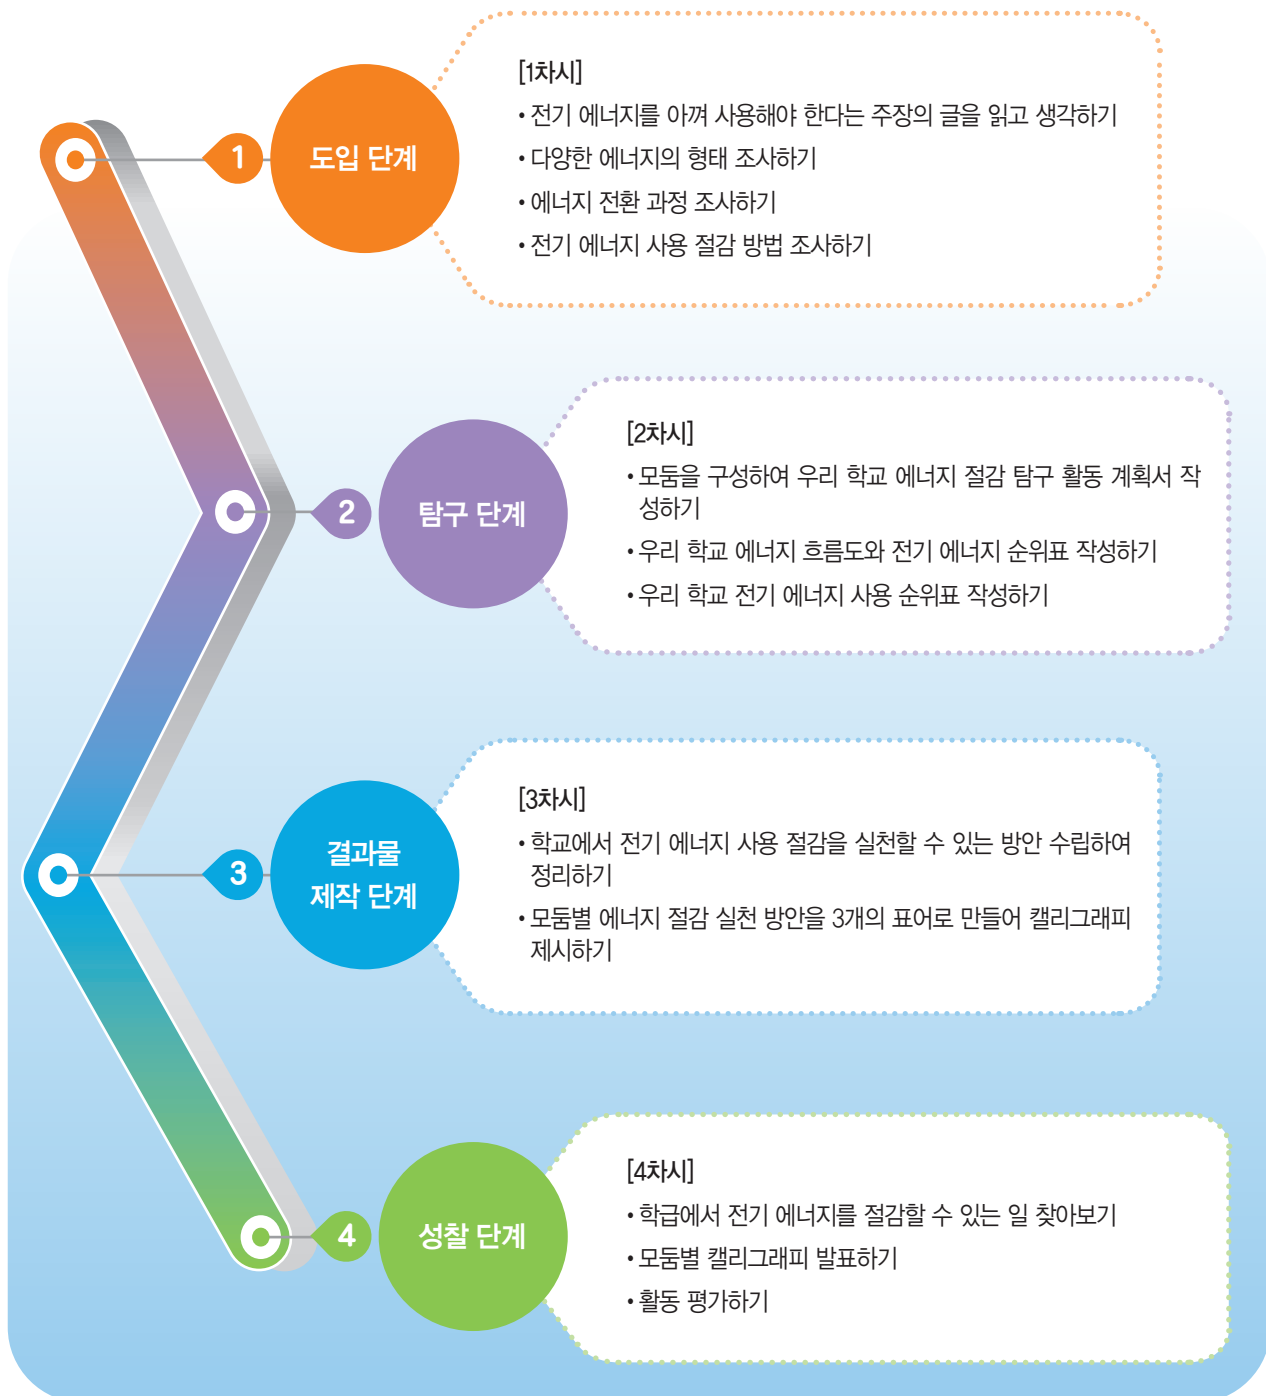 1
도입 단계
[1차시]
• 전기 에너지를 아껴 사용해야 한다는 주장의 글을 읽고 생각하기
• 다양한 에너지의 형태 조사하기
• 에너지 전환 과정 조사하기
• 전기 에너지 사용 절감 방법 조사하기
2
탐구 단계
[2차시]
• 모둠을 구성하여 우리 학교 에너지 절감 탐구 활동 계획서 작
성하기
• 우리 학교 에너지 흐름도와 전기 에너지 순위표 작성하기
• 우리 학교 전기 에너지 사용 순위표 작성하기
3
결과물
제작 단계
[3차시]
• 학교에서 전기 에너지 사용 절감을 실천할 수 있는 방안 수립하여
정리하기
• 모둠별 에너지 절감 실천 방안을 3개의 표어로 만들어 캘리그래피
제시하기
4
성찰 단계
[4차시]
• 학급에서 전기 에너지를 절감할 수 있는 일 찾아보기
• 모둠별 캘리그래피 발표하기
• 활동 평가하기